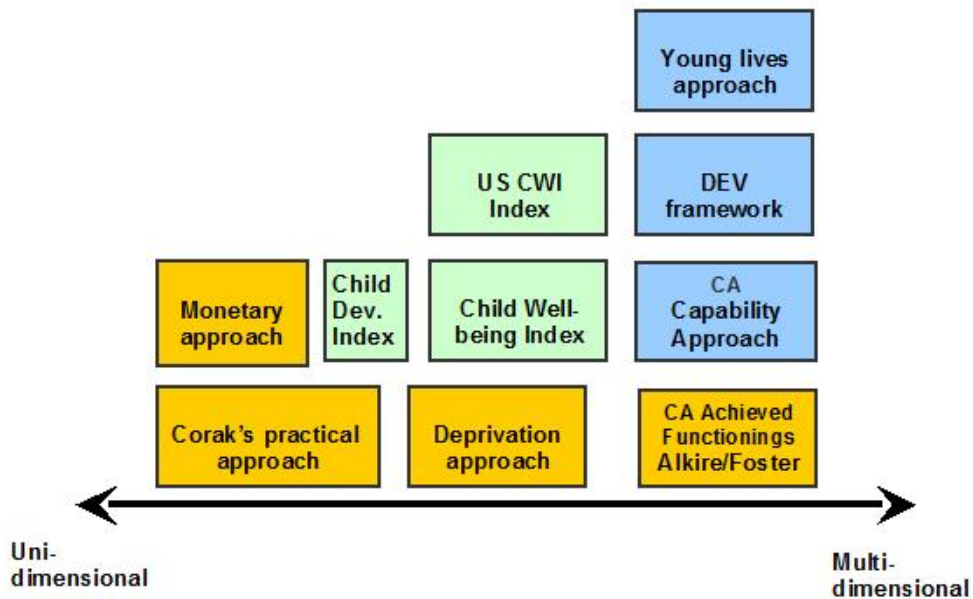 Young lives
approach
US CWI
Index
DEV
framework
Monetary
approach
Child
Dev.
Index
Child Well-
being Index
CA
Capability
Approach
Corak's practical
approach
Deprivation
approach
CA Achieved
Functionings
Alkire/Foster
Uni-
dimensional
Multi-
dimensional